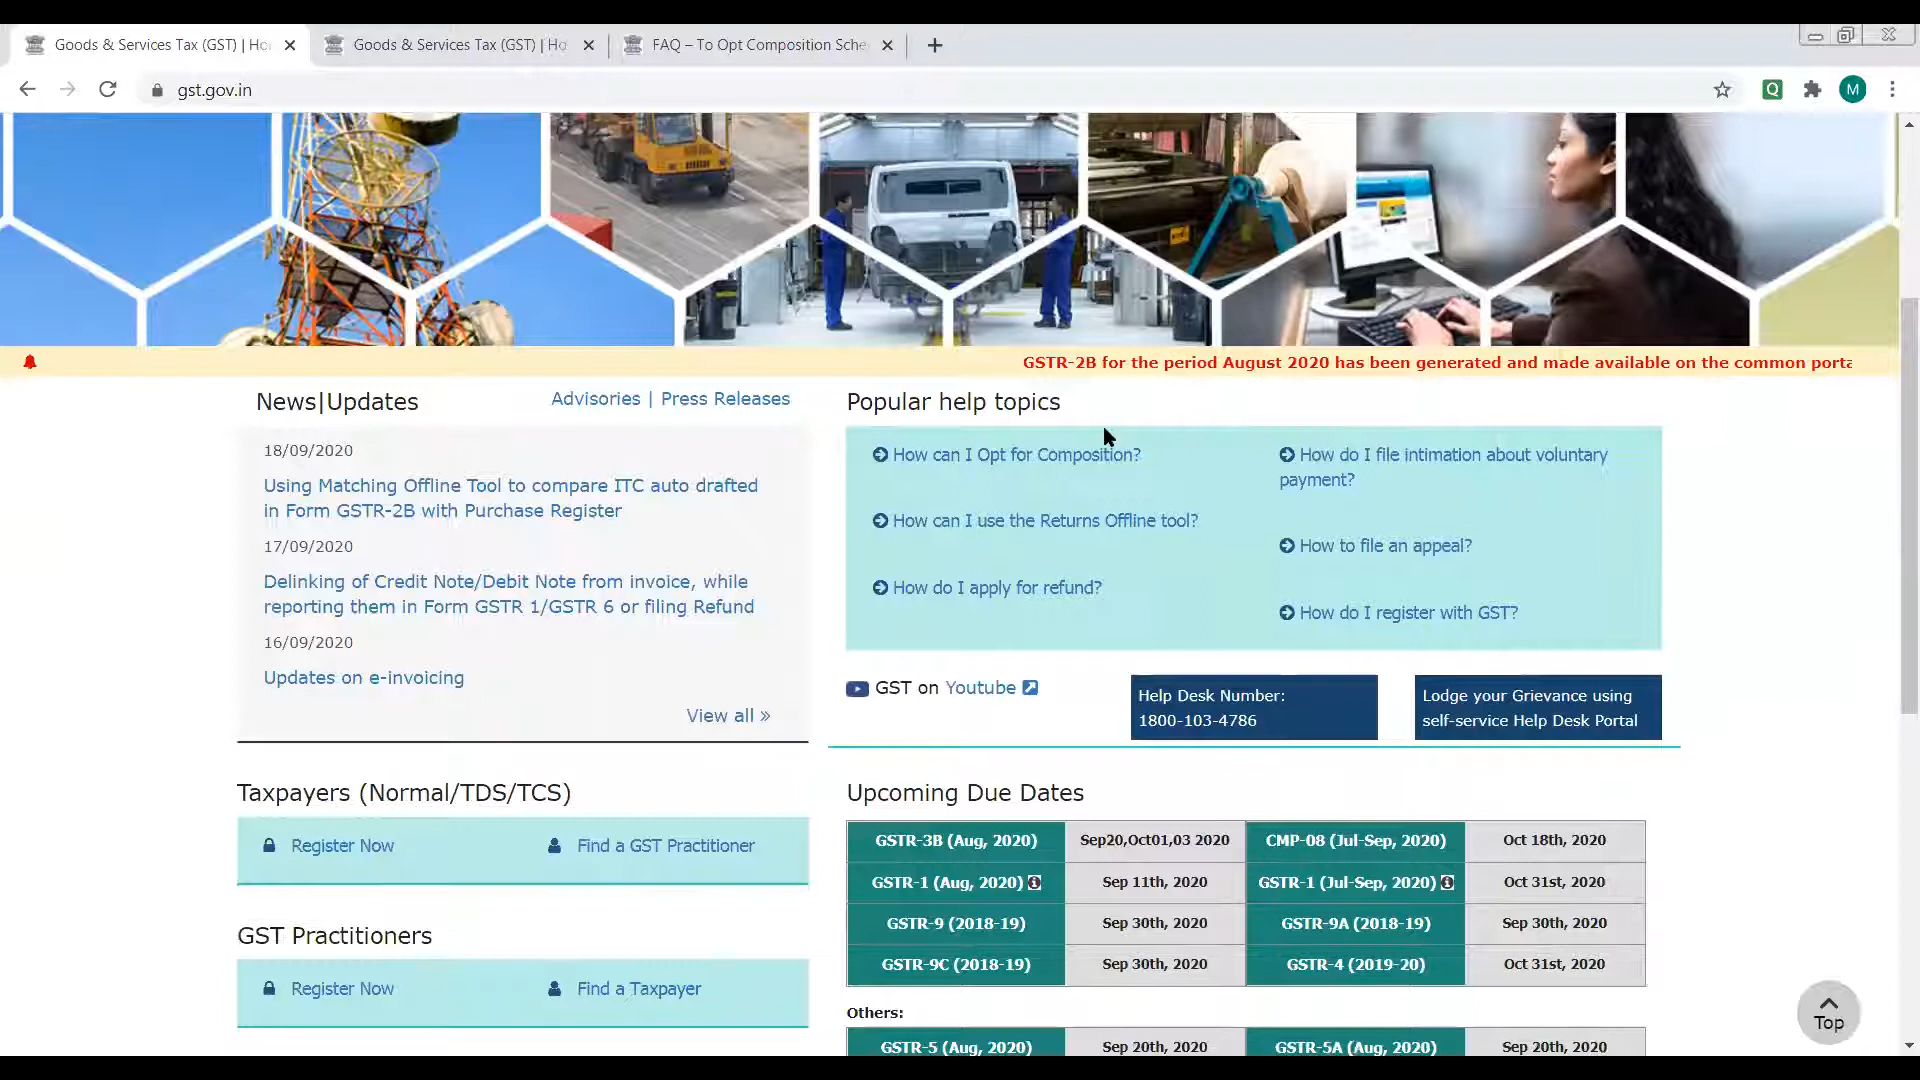 Goods & Services Tax (GST) | Ho
Goods & Services Tax (GST) | Ho
FAQ – To Opt Composition Sche
gst.gov.in
Q
M
GSTR-2B for the period August 2020 has been generated and made available on the common porta
News|Updates
Advisories | Press Releases
18/09/2020
Using Matching Offline Tool to compare ITC auto drafted
in Form GSTR-2B with Purchase Register
17/09/2020
Delinking of Credit Note/Debit Note from invoice, while
reporting them in Form GSTR 1/GSTR 6 or filing Refund
16/09/2020
Updates on e-invoicing
View all »
Popular help topics
How can I Opt for Composition?
How can I use the Returns Offline tool?
How do I apply for refund?
How do I file intimation about voluntary
payment?
How to file an appeal?
How do I register with GST?
GST on Youtube
Help Desk Number:
1800-103-4786
Lodge your Grievance using
self-service Help Desk Portal
Taxpayers (Normal/TDS/TCS)
Register Now
Find a GST Practitioner
GST Practitioners
Register Now
Find a Taxpayer
Upcoming Due Dates
GSTR-3B (Aug, 2020) Sep20,Oct01,03 2020 CMP-08 (Jul-Sep, 2020) Oct 18th, 2020
GSTR-1 (Aug, 2020) Sep 11th, 2020 GSTR-1 (Jul-Sep, 2020) Oct 31st, 2020
GSTR-9 (2018-19) Sep 30th, 2020 GSTR-9A (2018-19) Sep 30th, 2020
GSTR-9C (2018-19) Sep 30th, 2020 GSTR-4 (2019-20) Oct 31st, 2020
Others:
GSTR-5 (Aug, 2020) Sep 20th, 2020 GSTR-5A (Aug, 2020) Sep 20th, 2020
Top